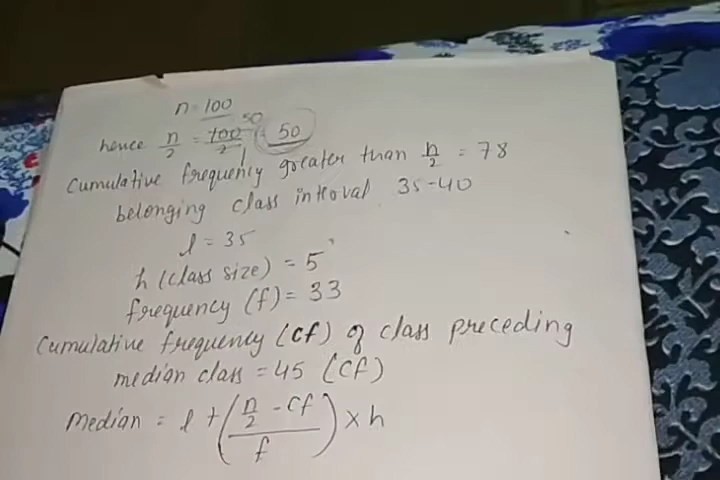 n = 100
hence n/2 = 100/2 = 50 50
Cumulative frequency greater than n/2 = 78
belonging class interval 35-40
l = 35
h (class size) = 5
frequency (f) = 33
Cumulative frequency (cf) of class preceding
median class = 45 (cf)
Median = l + ((n/2 - cf)/f) × h